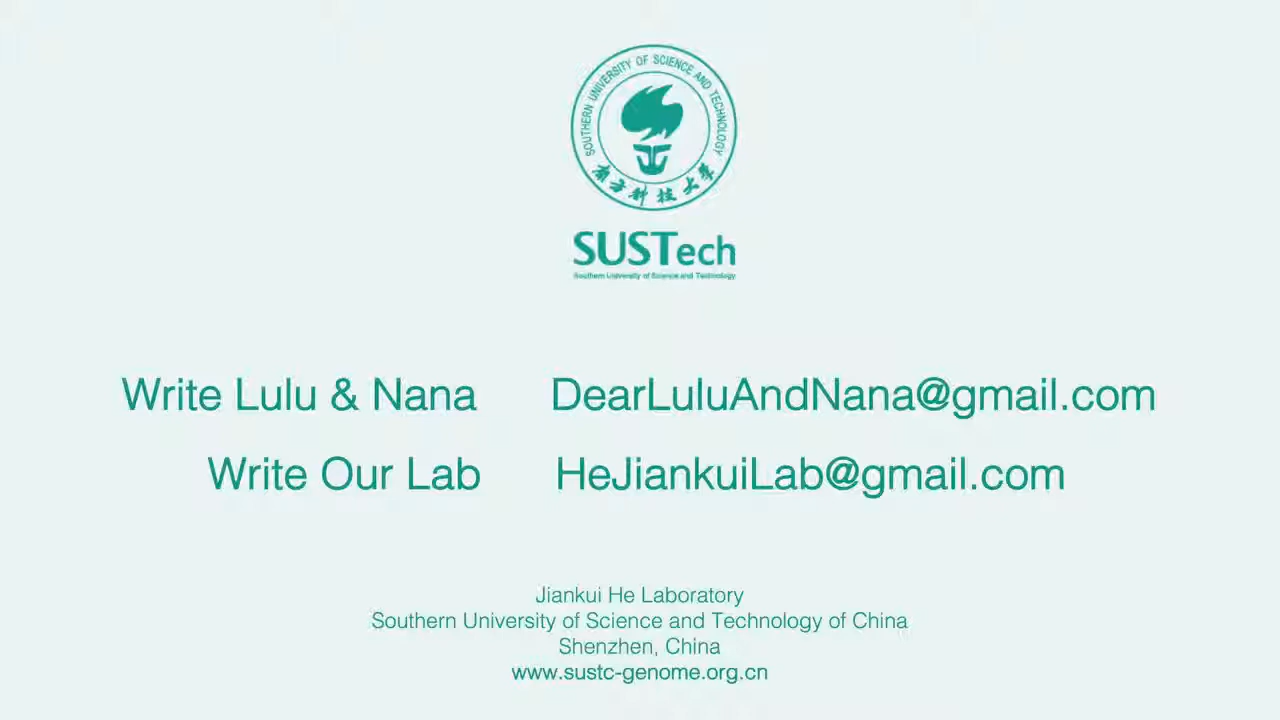 SOUTHERN UNIVERSITY OF SCIENCE AND TECHNOLOGY
南方科技大学
SUSTech
Southern University of Science and Technology
Write Lulu & Nana DearLuluAndNana@gmail.com
Write Our Lab HeJiankuiLab@gmail.com
Jiankui He Laboratory
Southern University of Science and Technology of China
Shenzhen, China
www.sustc-genome.org.cn